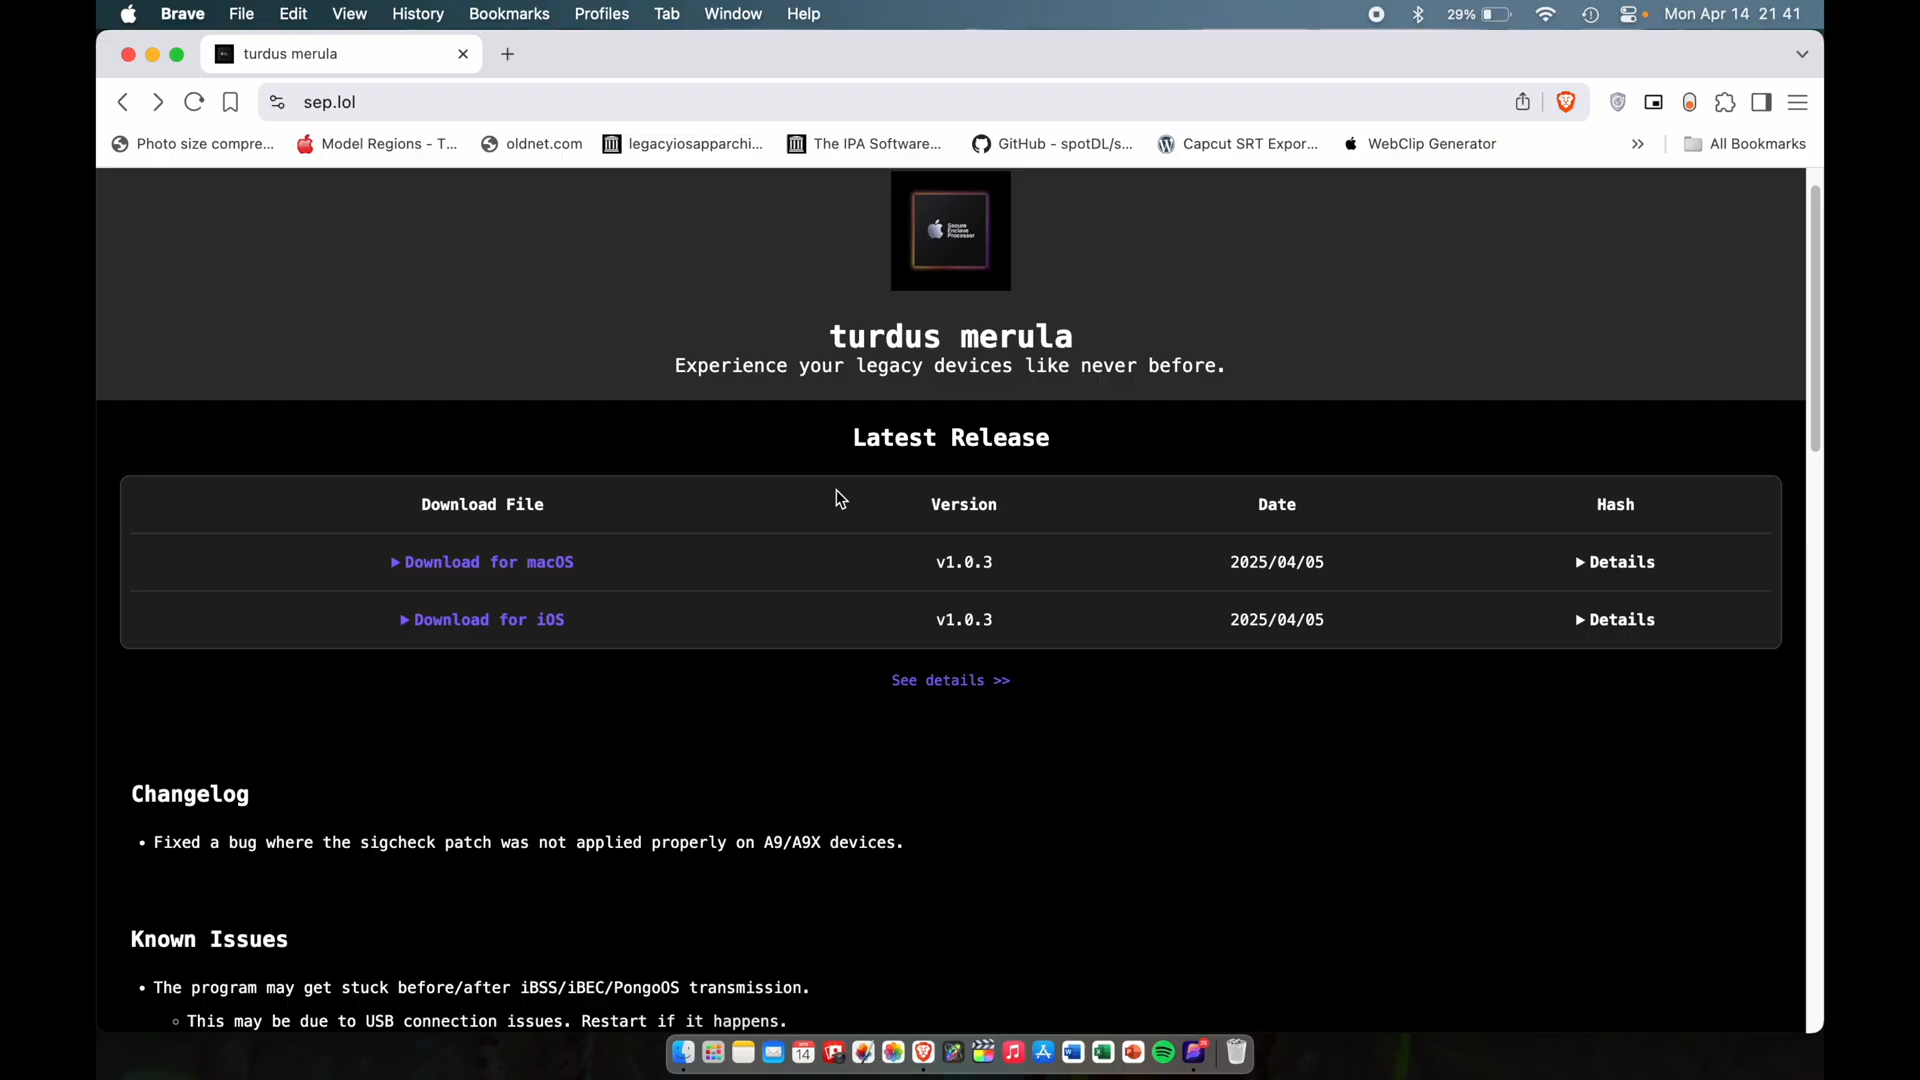 Brave File Edit View History Bookmarks Profiles Tab Window Help 29% Mon Apr 14 21 41
turdus merula
sep.lol
Photo size compre... Model Regions - T... oldnet.com legacyiosapparchi... The IPA Software... GitHub - spotDL/s... Capcut SRT Expor... WebClip Generator » All Bookmarks
Secure
Enclave
Processor
turdus merula
Experience your legacy devices like never before.
Latest Release
Download File Version Date Hash
▶Download for macOS v1.0.3 2025/04/05 ▶Details
▶Download for iOS v1.0.3 2025/04/05 ▶Details
See details >>
Changelog
• Fixed a bug where the sigcheck patch was not applied properly on A9/A9X devices.
Known Issues
• The program may get stuck before/after iBSS/iBEC/PongoOS transmission.
◦ This may be due to USB connection issues. Restart if it happens.
14